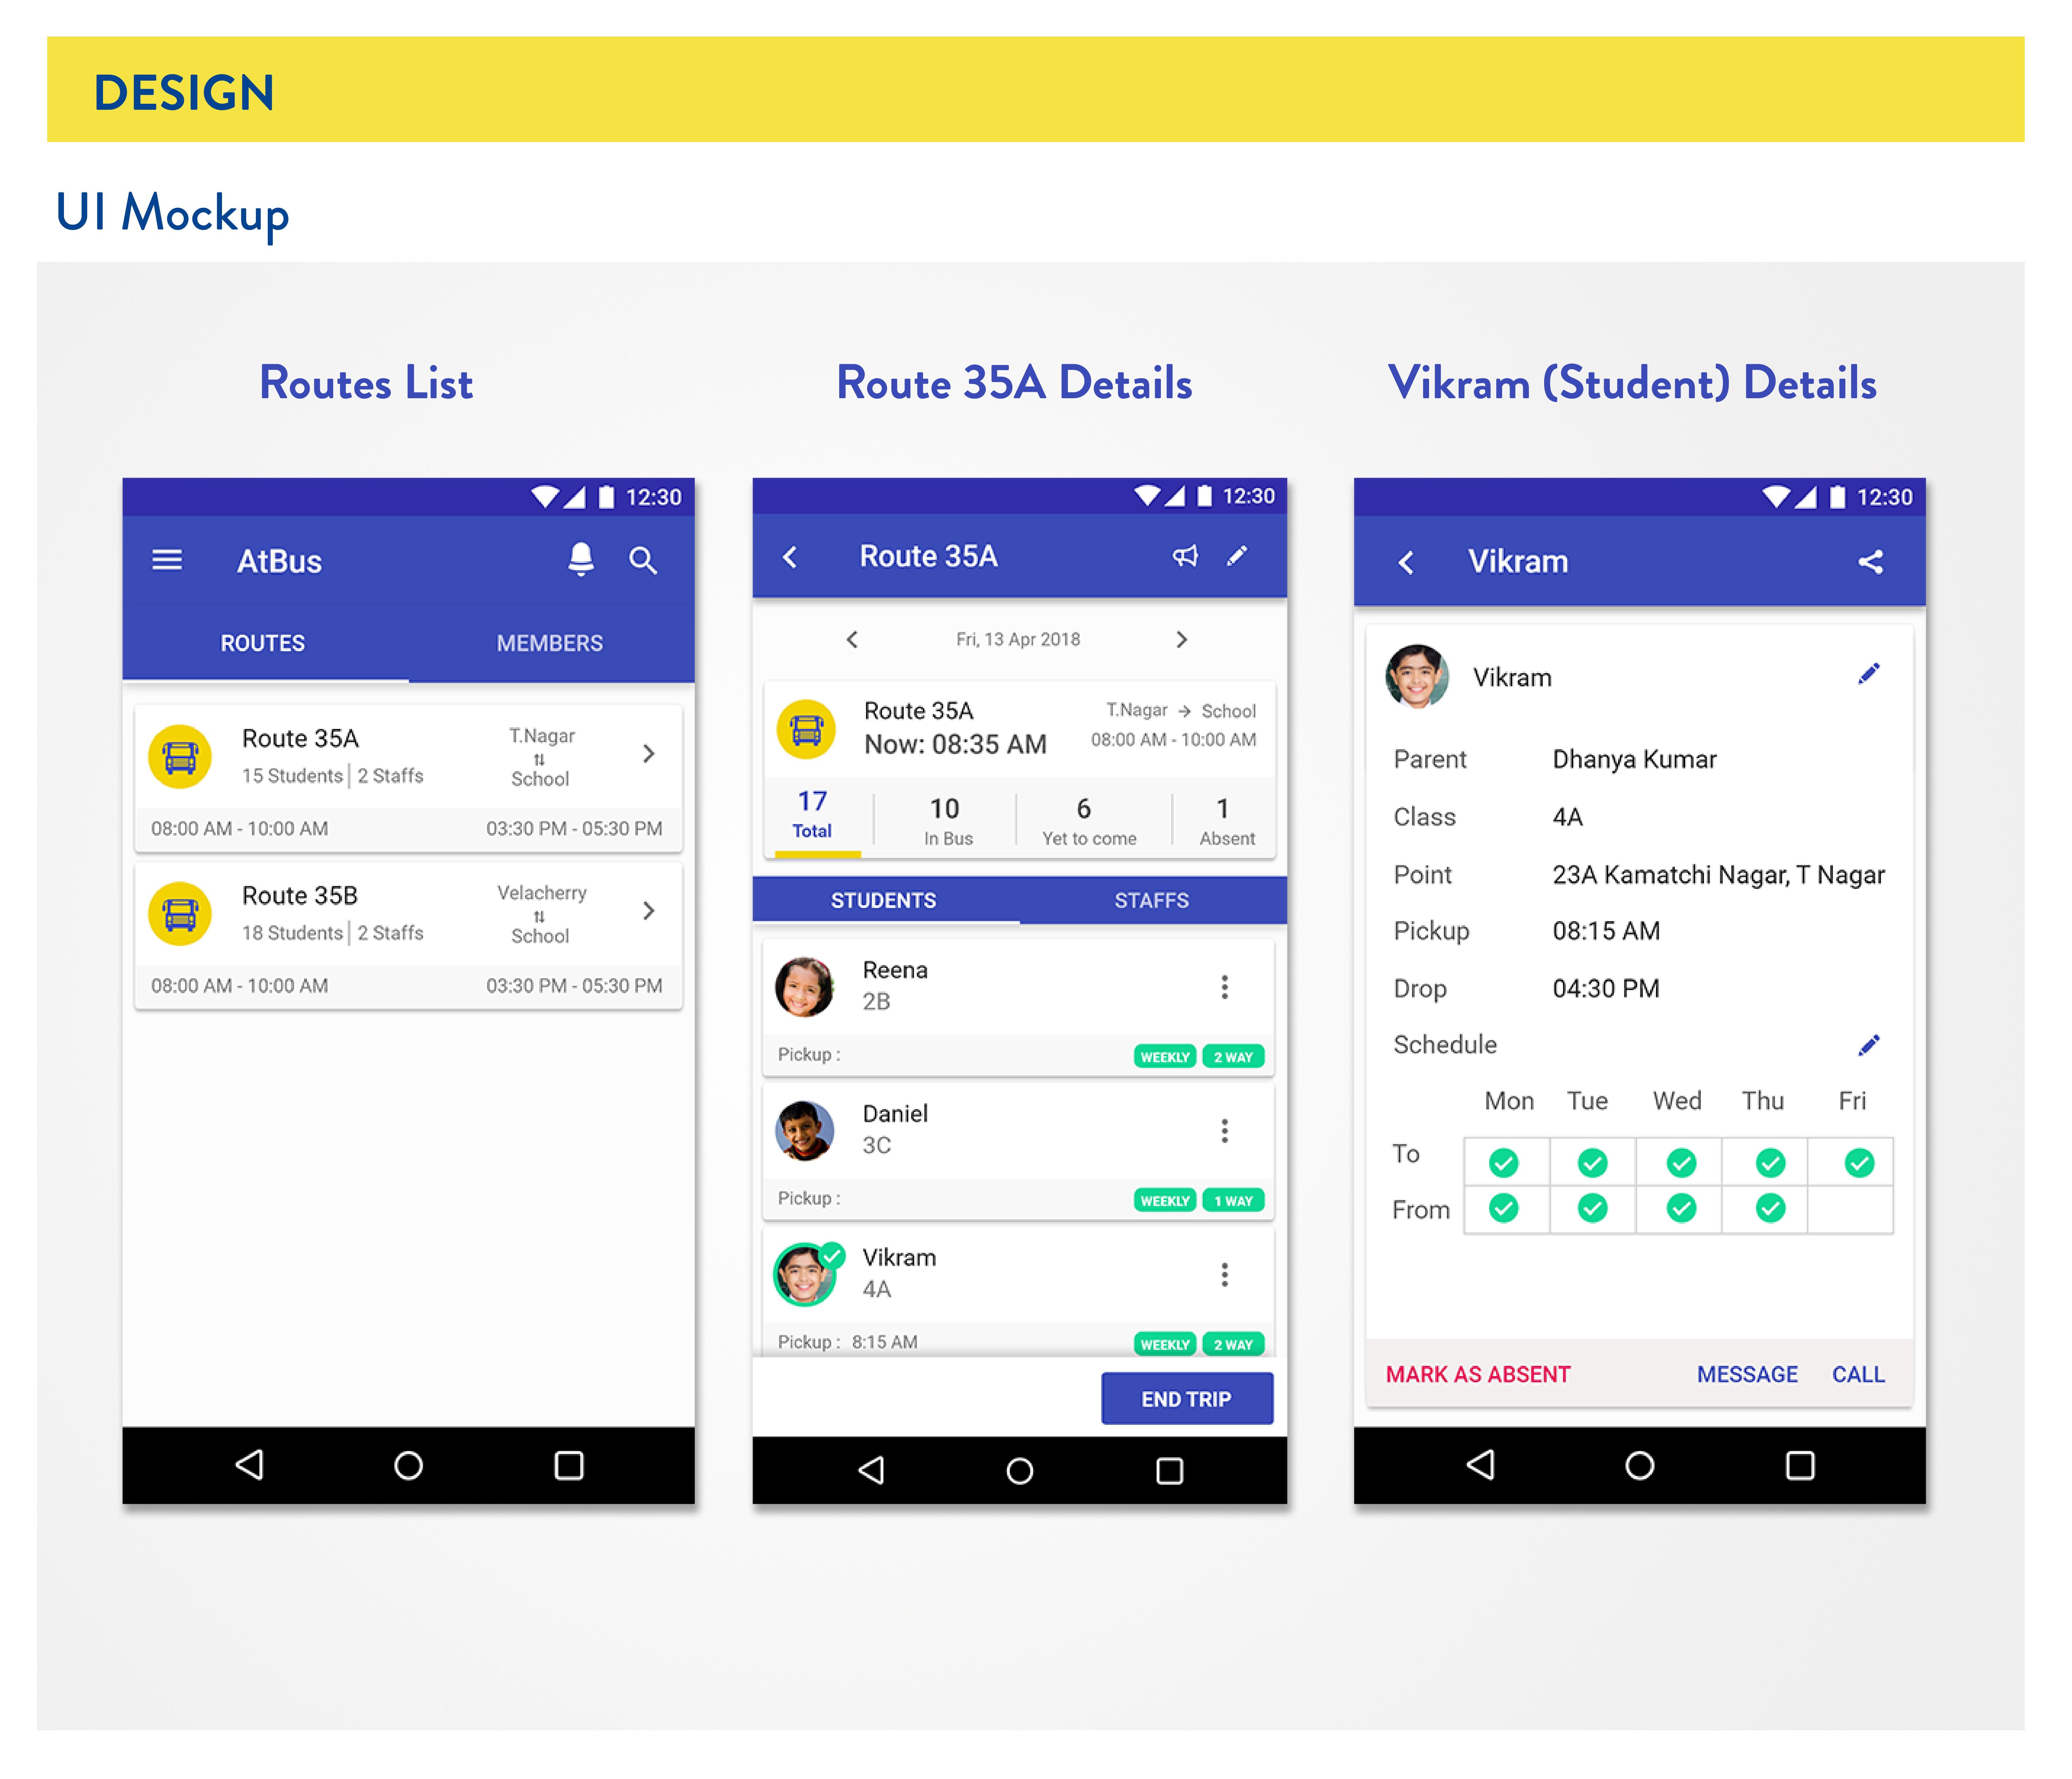 DESIGN
UI Mockup
Routes List
12:30
AtBus
ROUTES MEMBERS
Route 35A
15 Students | 2 Staffs
T.Nagar
School
08:00 AM - 10:00 AM 03:30 PM - 05:30 PM
Route 35B
18 Students | 2 Staffs
Velacherry
School
08:00 AM - 10:00 AM 03:30 PM - 05:30 PM
Route 35A Details
12:30
Route 35A
Fri, 13 Apr 2018
Route 35A T.Nagar → School
Now: 08:35 AM 08:00 AM - 10:00 AM
17 10 6 1
Total In Bus Yet to come Absent
STUDENTS STAFFS
Reena
2B
Pickup : WEEKLY 2 WAY
Daniel
3C
Pickup : WEEKLY 1 WAY
Vikram
4A
Pickup : 8:15 AM WEEKLY 2 WAY
END TRIP
Vikram (Student) Details
12:30
Vikram
Vikram
Parent Dhanya Kumar
Class 4A
Point 23A Kamatchi Nagar, T Nagar
Pickup 08:15 AM
Drop 04:30 PM
Schedule
Mon Tue Wed Thu Fri
To
From
MARK AS ABSENT MESSAGE CALL